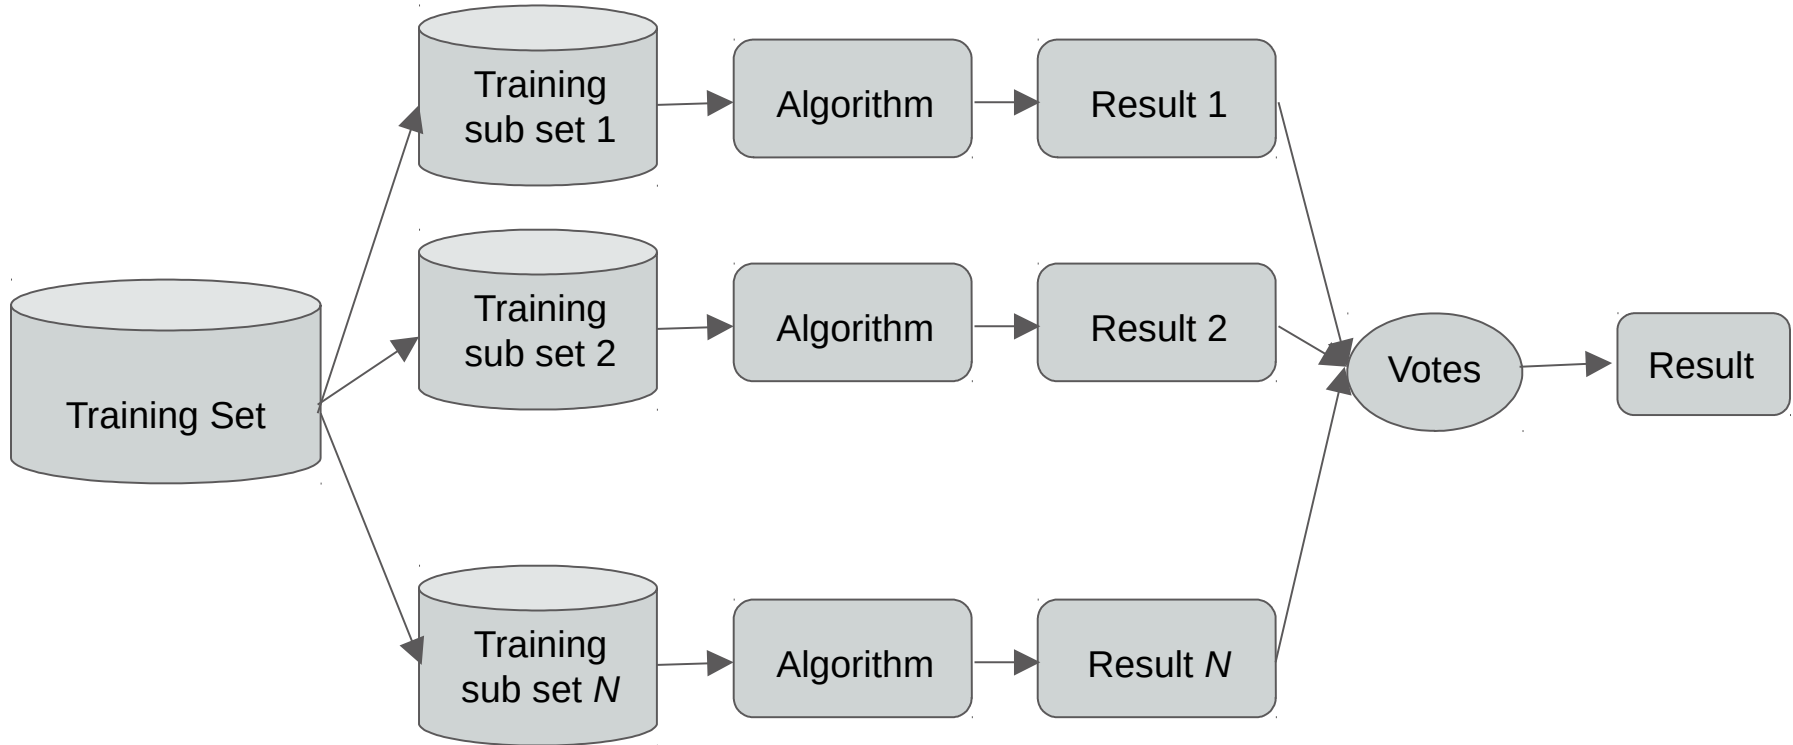 Training
sub set 1
Algorithm
Result 1
Training
sub set 2
Algorithm
Result 2
Training Set
Votes
Result
Training
sub set N
Algorithm
Result N